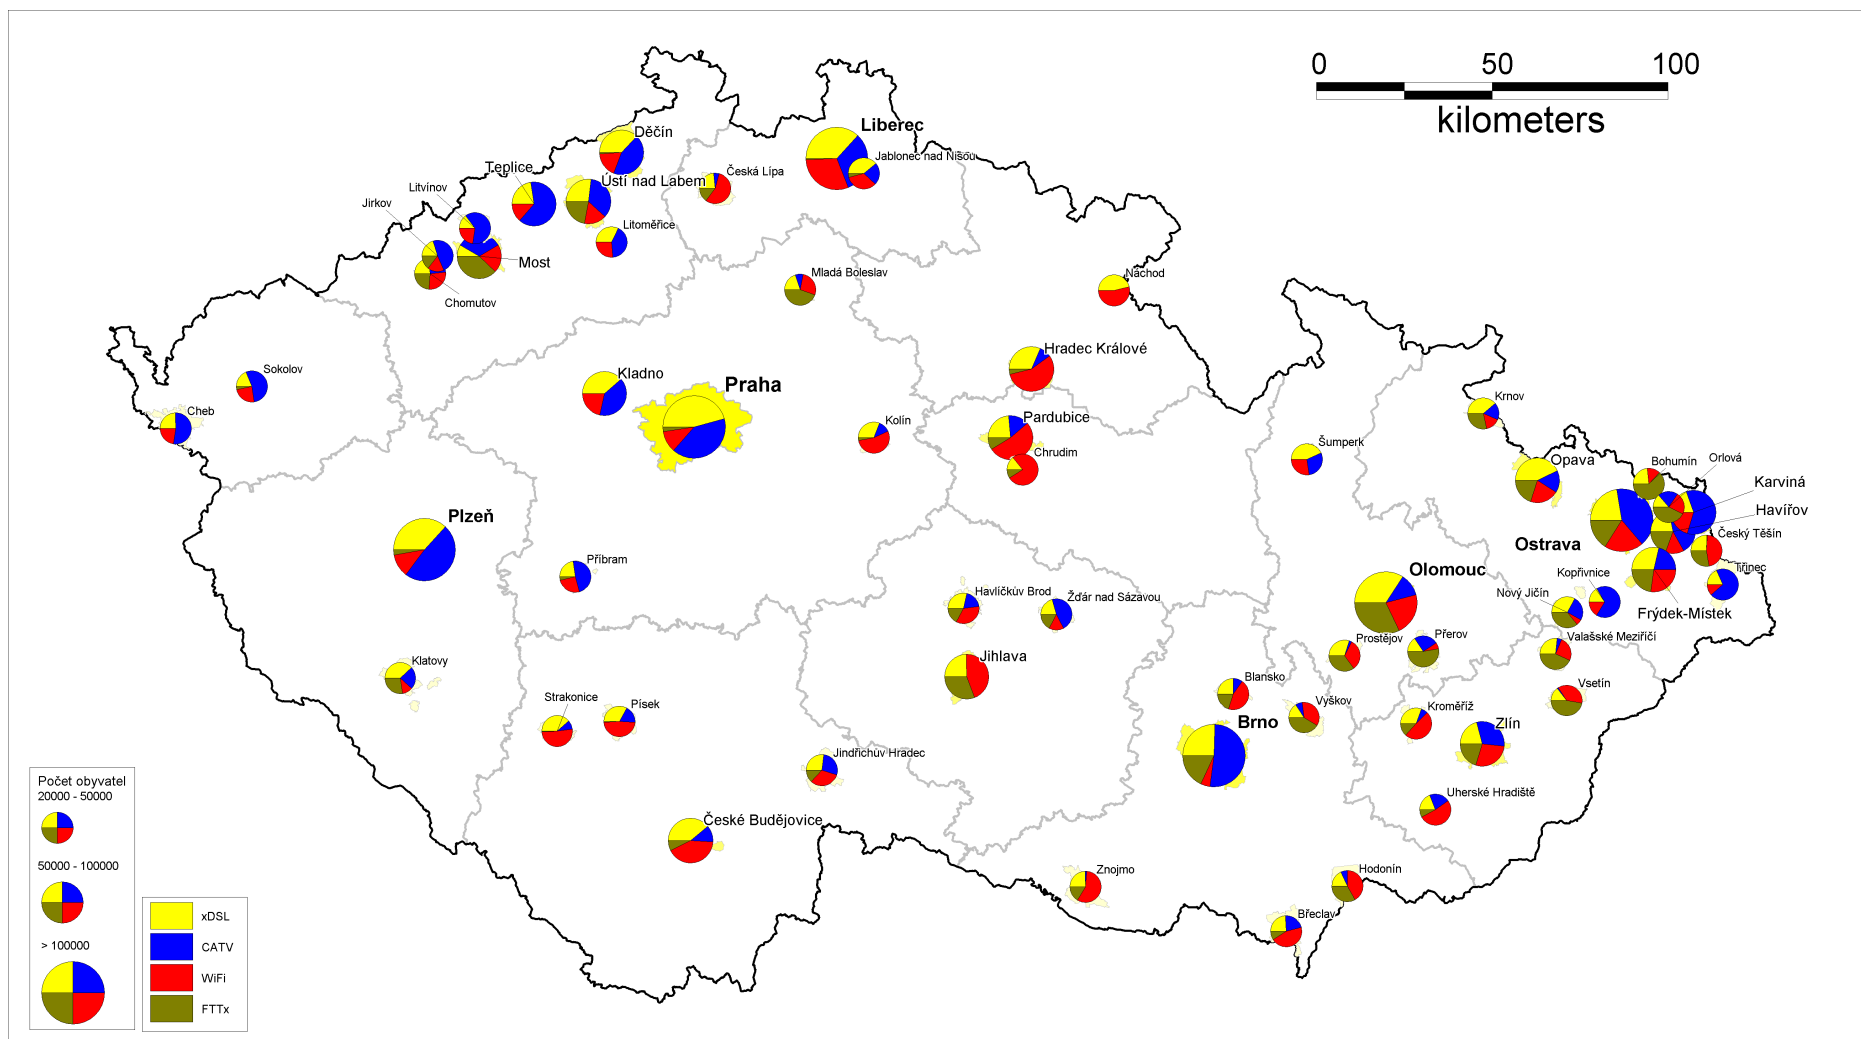 0 50 100
kilometers
Děčín
Liberec
Jablonec nad Nisou
Teplice
Česká Lípa
Litvínov
Ústí nad Labem
Jirkov
Litoměřice
Most
Mladá Boleslav
Náchod
Chomutov
Hradec Králové
Sokolov
Kladno
Praha
Krnov
Cheb
Kolín
Pardubice
Šumperk
Chrudim
Opava
Bohumín
Orlová
Karviná
Havířov
Plzeň
Ostrava
Český Těšín
Příbram
Olomouc
Kopřivnice
Třinec
Havlíčkův Brod
Žďár nad Sázavou
Nový Jičín
Frýdek-Místek
Prostějov
Přerov
Valašské Meziříčí
Klatovy
Jihlava
Blansko
Vsetín
Strakonice
Písek
Vyškov
Kroměříž
Brno
Zlín
Jindřichův Hradec
Uherské Hradiště
České Budějovice
Znojmo
Hodonín
Břeclav
Počet obyvatel
20000 - 50000
50000 - 100000
> 100000
xDSL
CATV
WiFi
FTTx